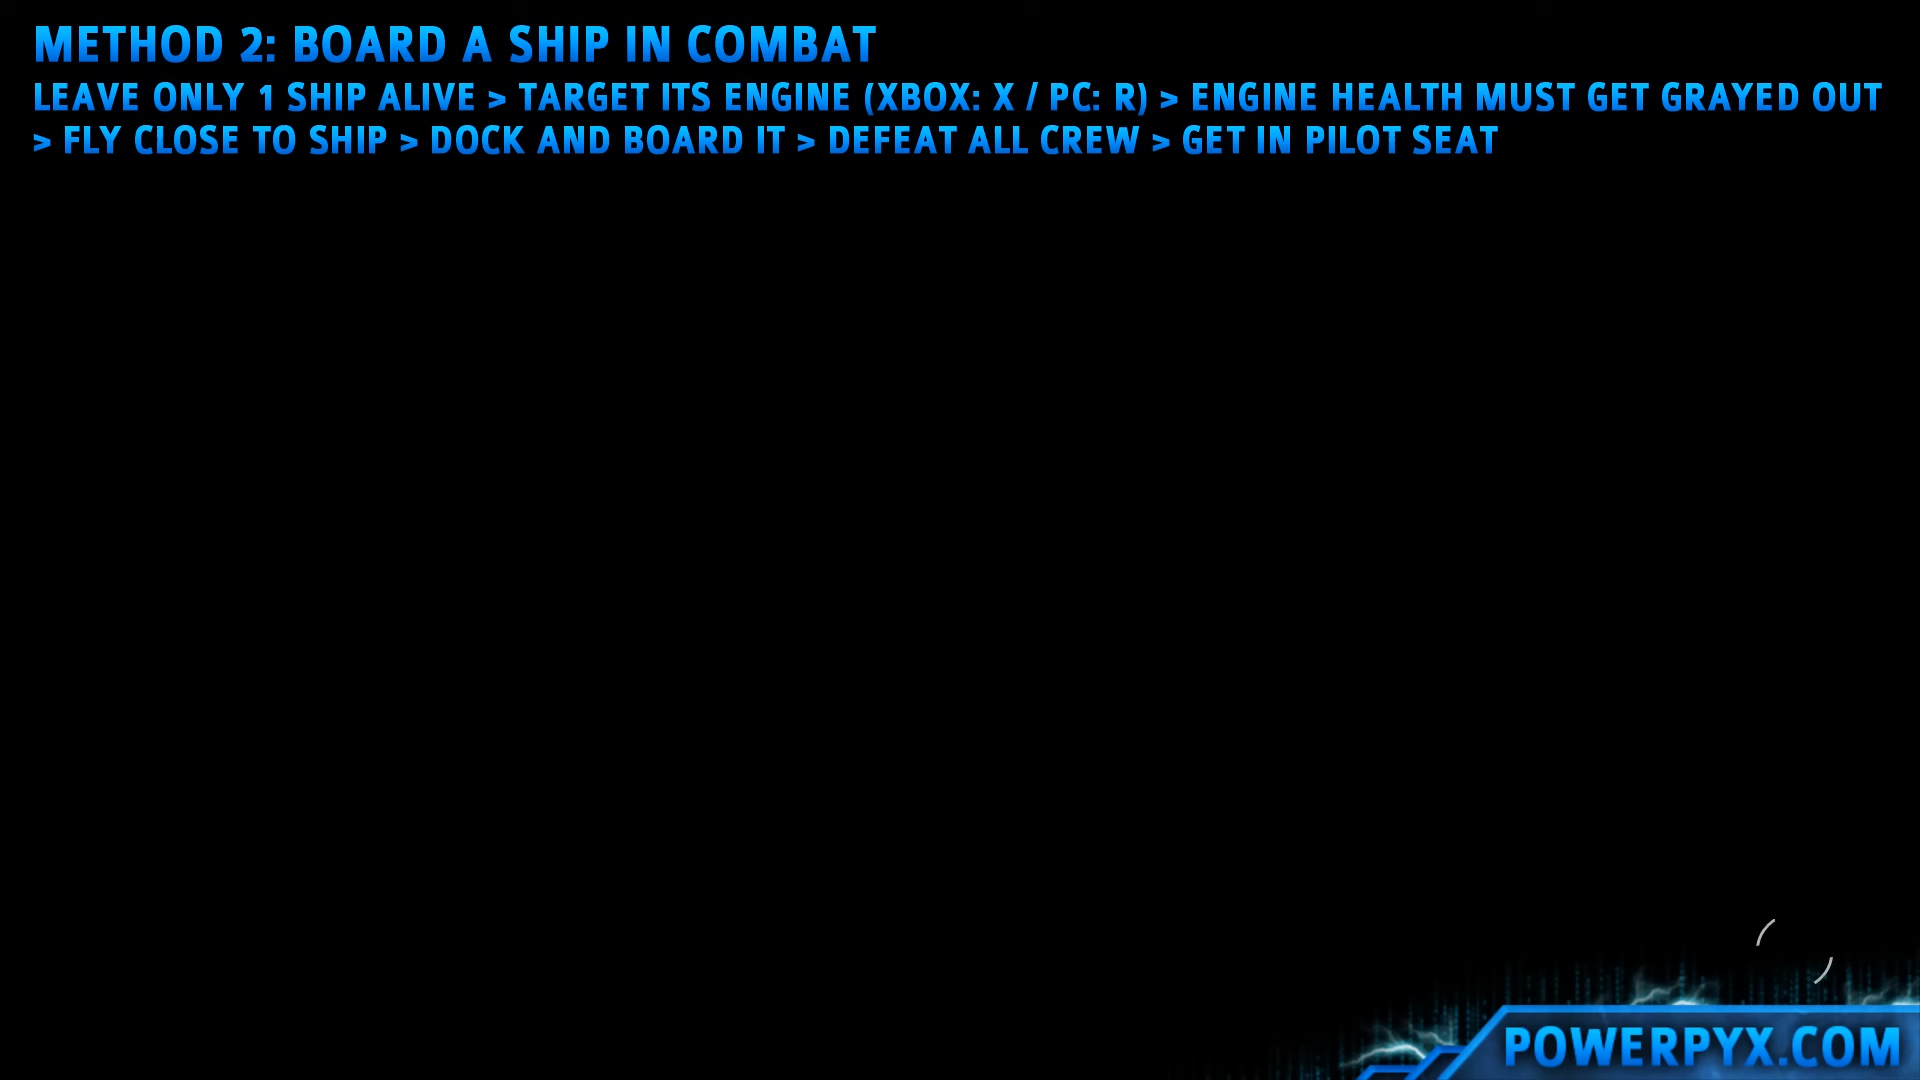 METHOD 2: BOARD A SHIP IN COMBAT
LEAVE ONLY 1 SHIP ALIVE > TARGET ITS ENGINE (XBOX: X / PC: R) > ENGINE HEALTH MUST GET GRAYED OUT
> FLY CLOSE TO SHIP > DOCK AND BOARD IT > DEFEAT ALL CREW > GET IN PILOT SEAT
POWERPYX.COM